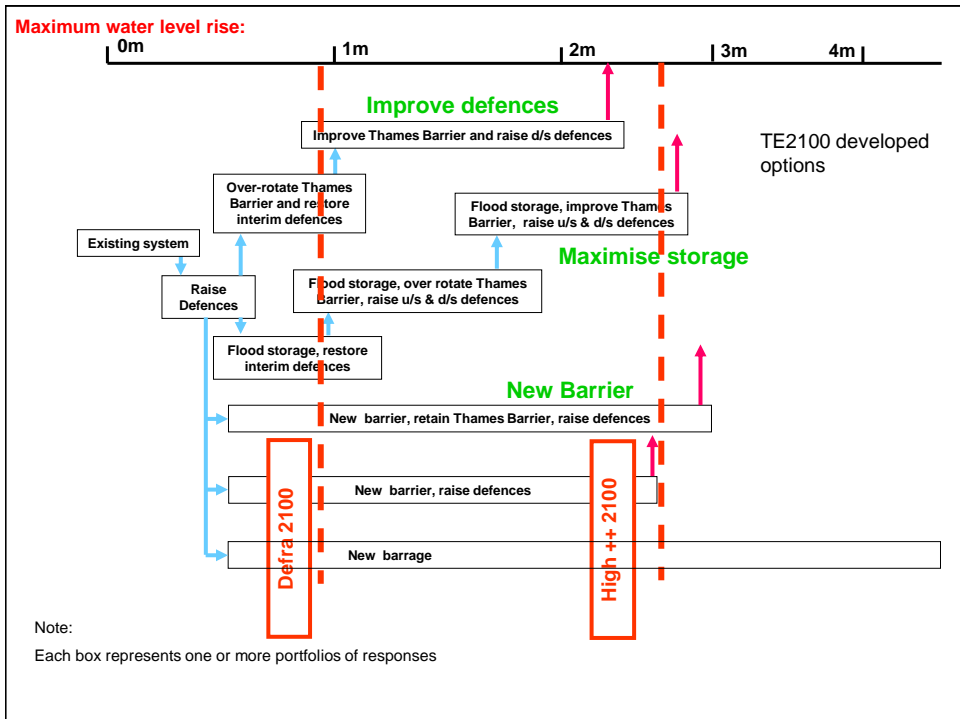 Maximum water level rise:
0m
1m
2m
3m
4m
Improve defences
Improve Thames Barrier and raise d/s defences
TE2100 developed
options
Over-rotate Thames
Barrier and restore
interim defences
Flood storage, improve Thames
Barrier, raise u/s & d/s defences
Existing system
Maximise storage
Raise
Defences
Flood storage, over rotate Thames
Barrier, raise u/s & d/s defences
Flood storage, restore
interim defences
New Barrier
New barrier, retain Thames Barrier, raise defences
Defra 2100
High ++ 2100
New barrier, raise defences
New barrage
Note:
Each box represents one or more portfolios of responses